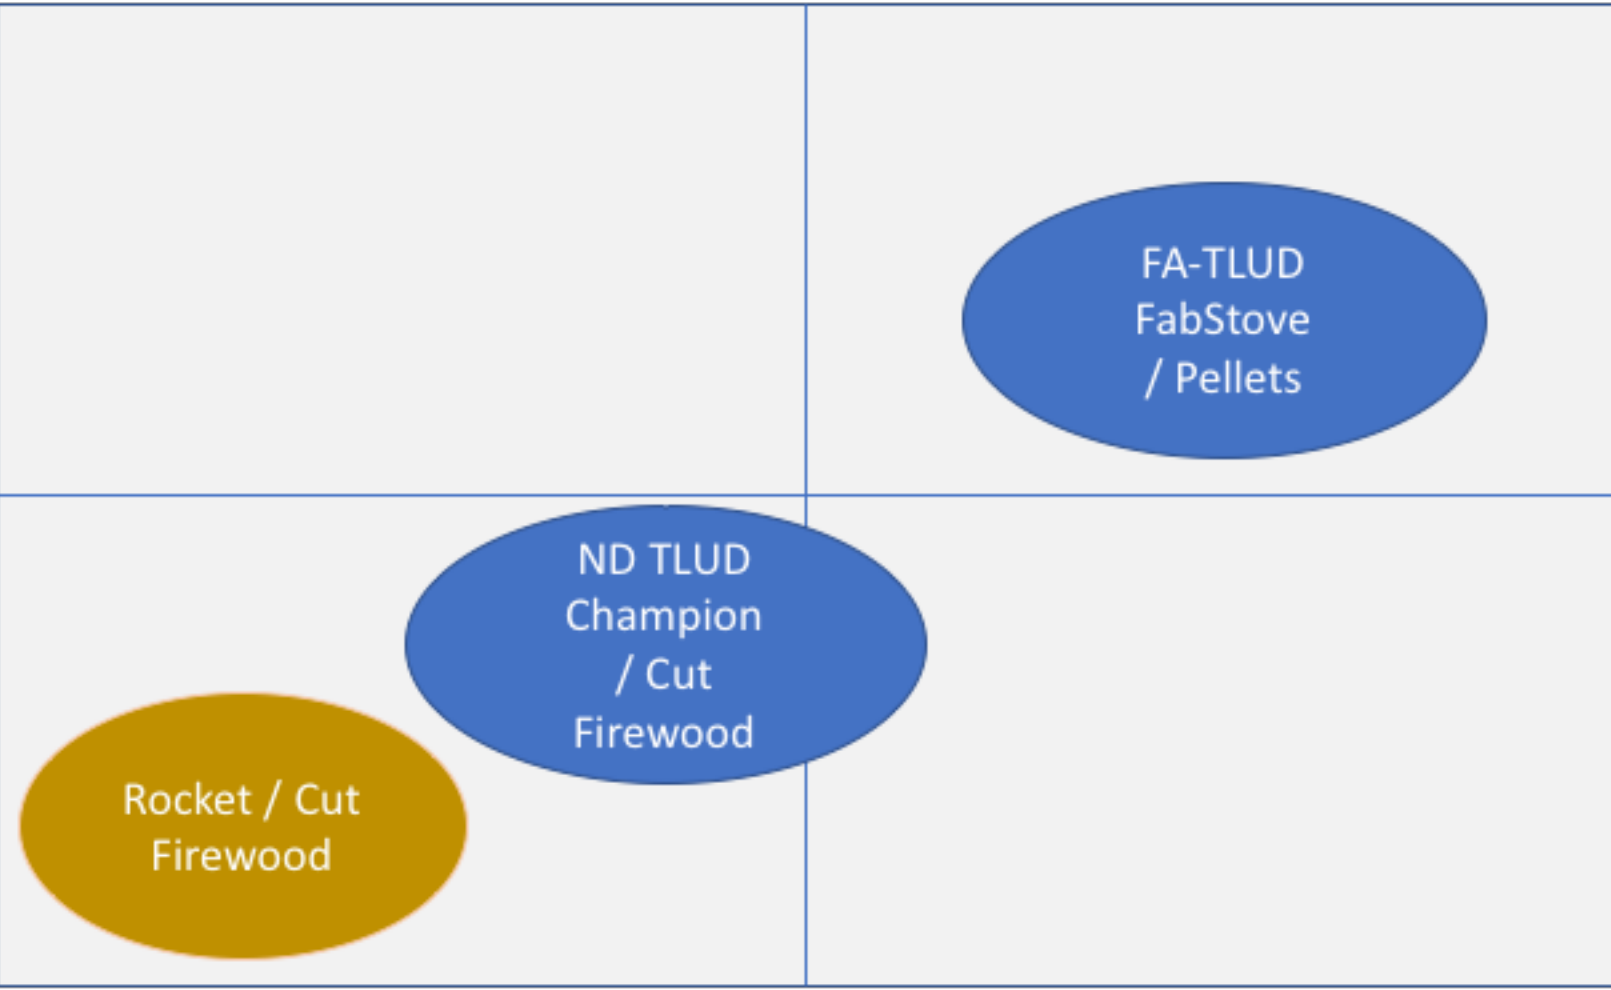 FA-TLUD
FabStove
/ Pellets
ND TLUD
Champion
/ Cut
Firewood
Rocket / Cut
Firewood